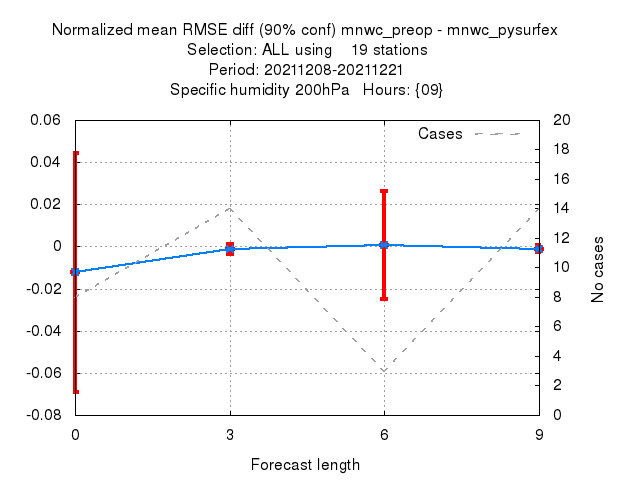 Normalized mean RMSE diff (90% conf) mnwc_preop - mnwc_pysurfex
Selection: ALL using    19 stations
Period: 20211208-20211221
Specific humidity 200hPa   Hours: {09}
Cases
0.06
0.04
0.02
0
-0.02
-0.04
-0.06
-0.08
20
18
16
14
12
10
8
6
4
2
0
No cases
0 3 6 9
Forecast length